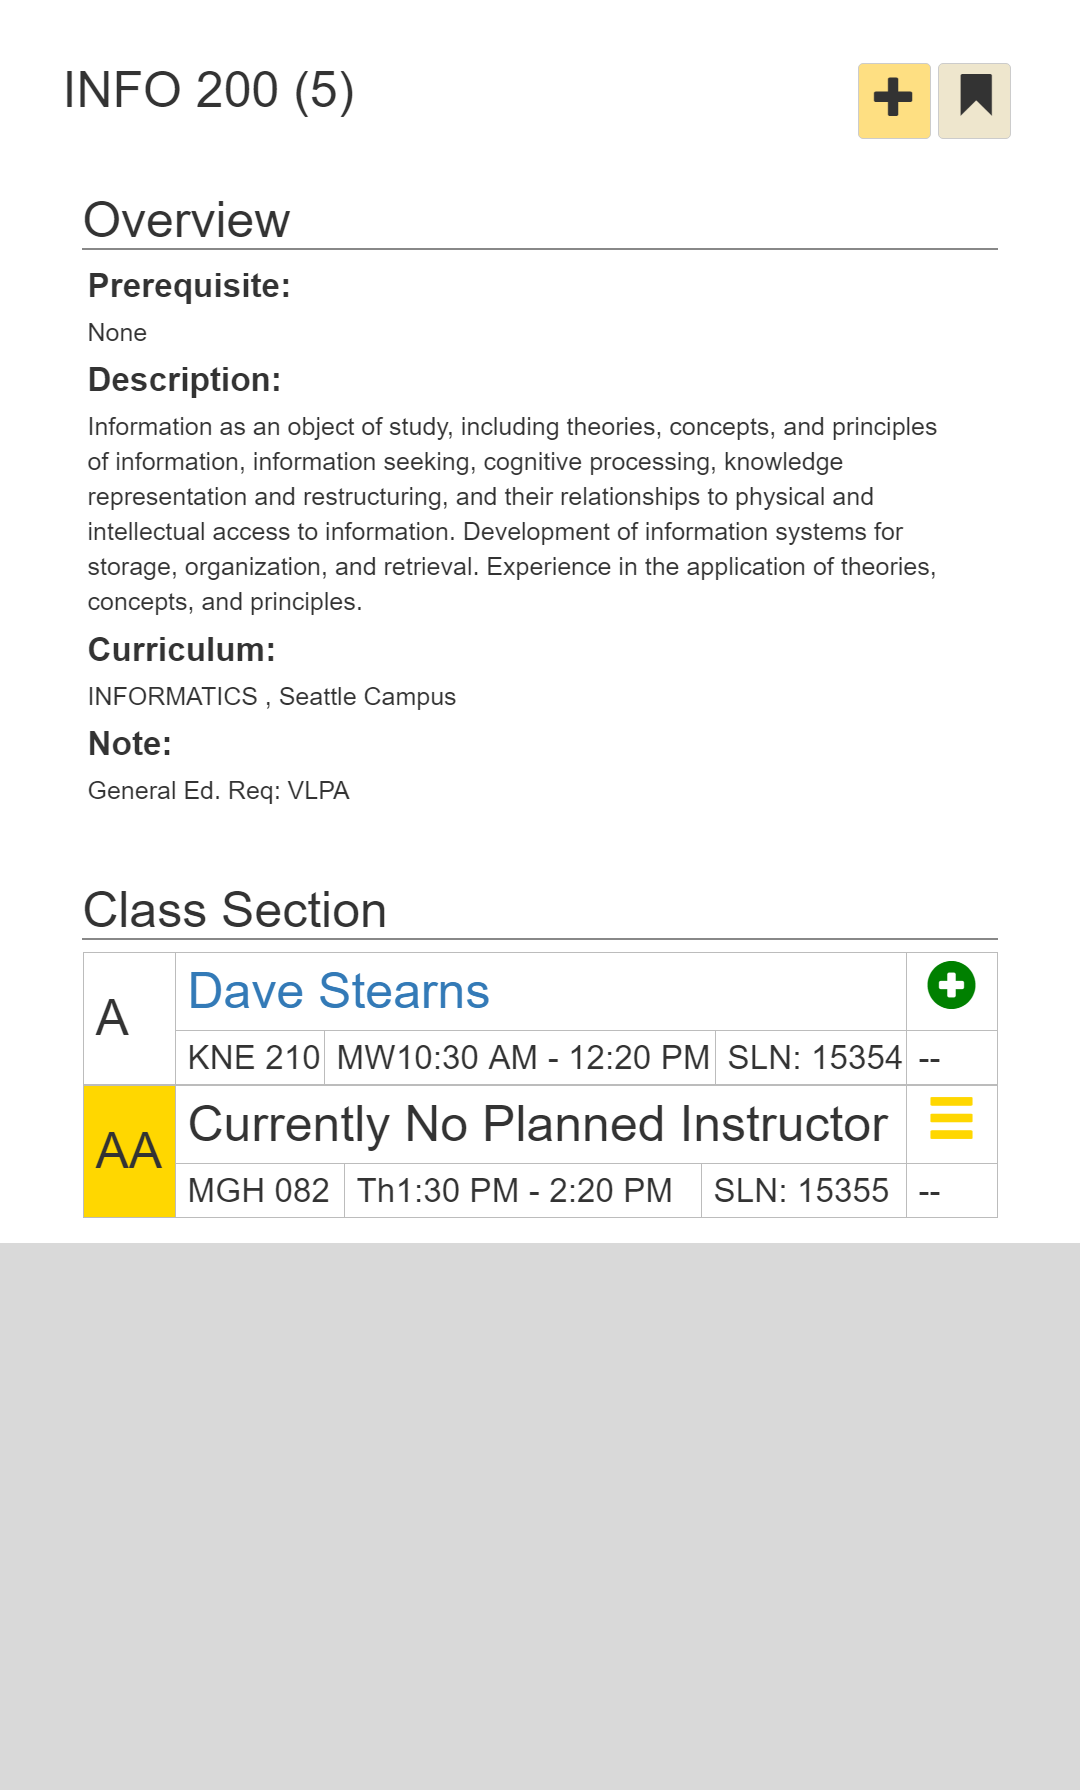 INFO 200 (5)
Overview
Prerequisite:
None
Description:
Information as an object of study, including theories, concepts, and principles
of information, information seeking, cognitive processing, knowledge
representation and restructuring, and their relationships to physical and
intellectual access to information. Development of information systems for
storage, organization, and retrieval. Experience in the application of theories,
concepts, and principles.
Curriculum:
INFORMATICS , Seattle Campus
Note:
General Ed. Req: VLPA
Class Section
A
Dave Stearns
KNE 210 MW10:30 AM - 12:20 PM SLN: 15354 --
AA
Currently No Planned Instructor
MGH 082 Th1:30 PM - 2:20 PM SLN: 15355 --